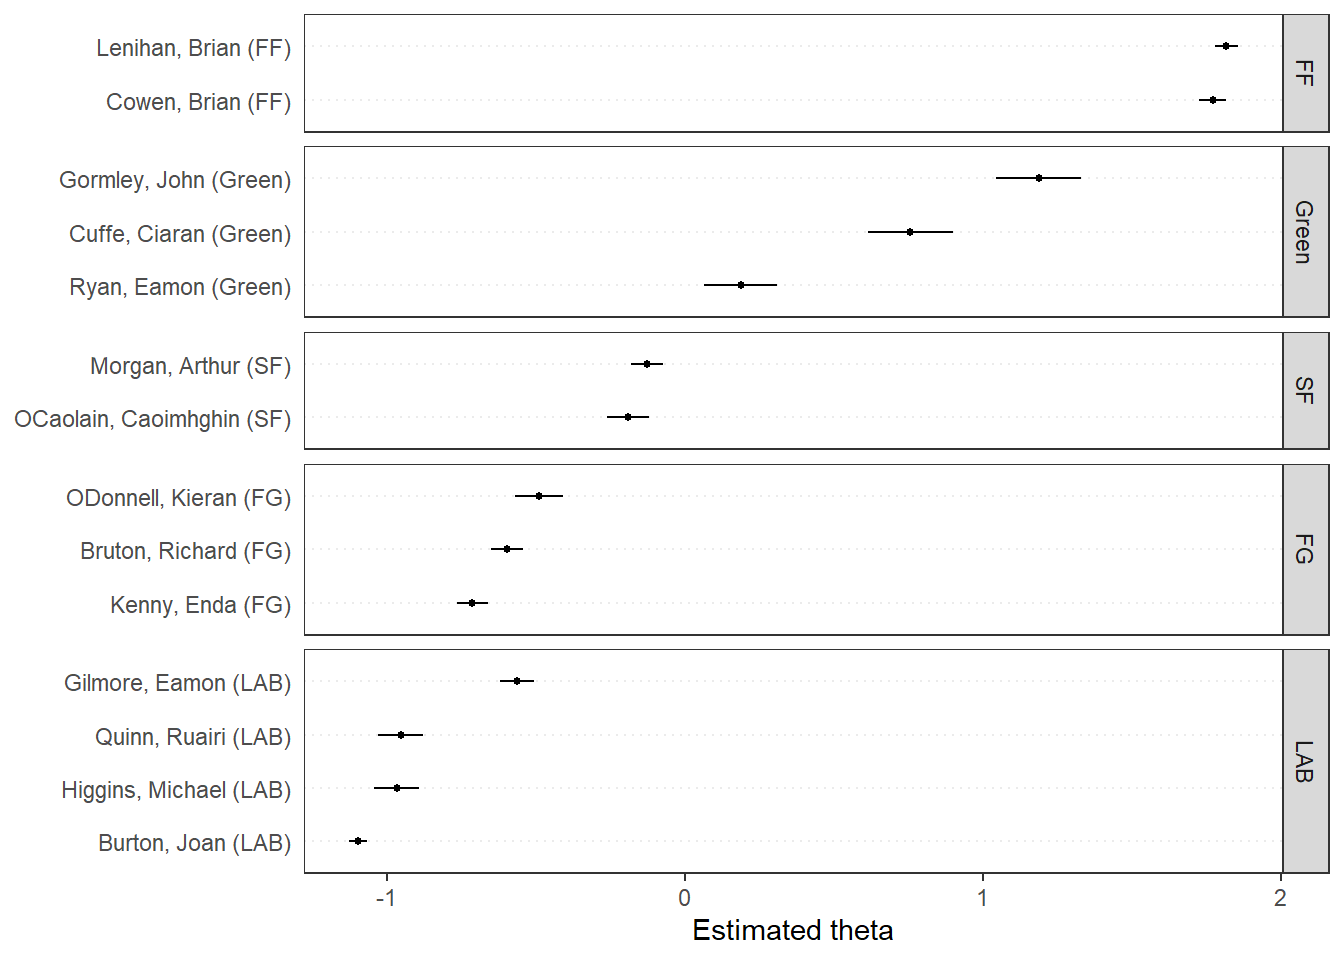 Lenihan, Brian (FF)
Cowen, Brian (FF)
FF
Gormley, John (Green)
Cuffe, Ciaran (Green)
Ryan, Eamon (Green)
Green
Morgan, Arthur (SF)
OCaolain, Caoimhghin (SF)
SF
ODonnell, Kieran (FG)
Bruton, Richard (FG)
Kenny, Enda (FG)
FG
Gilmore, Eamon (LAB)
Quinn, Ruairi (LAB)
Higgins, Michael (LAB)
Burton, Joan (LAB)
LAB
-1 0 1 2
Estimated theta